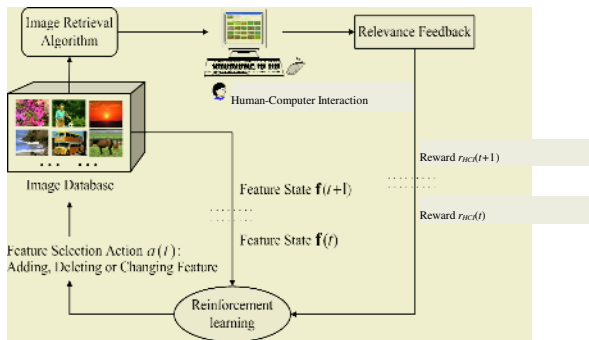 Image Retrieval
Algorithm
Relevance Feedback
Human-Computer Interaction
Image Database
Reward r_HCI(t+1)
Feature State f(t+1)
Reward r_HCI(t)
Feature State f(t)
Feature Selection Action a(t):
Adding, Deleting or Changing Feature
Reinforcement
learning